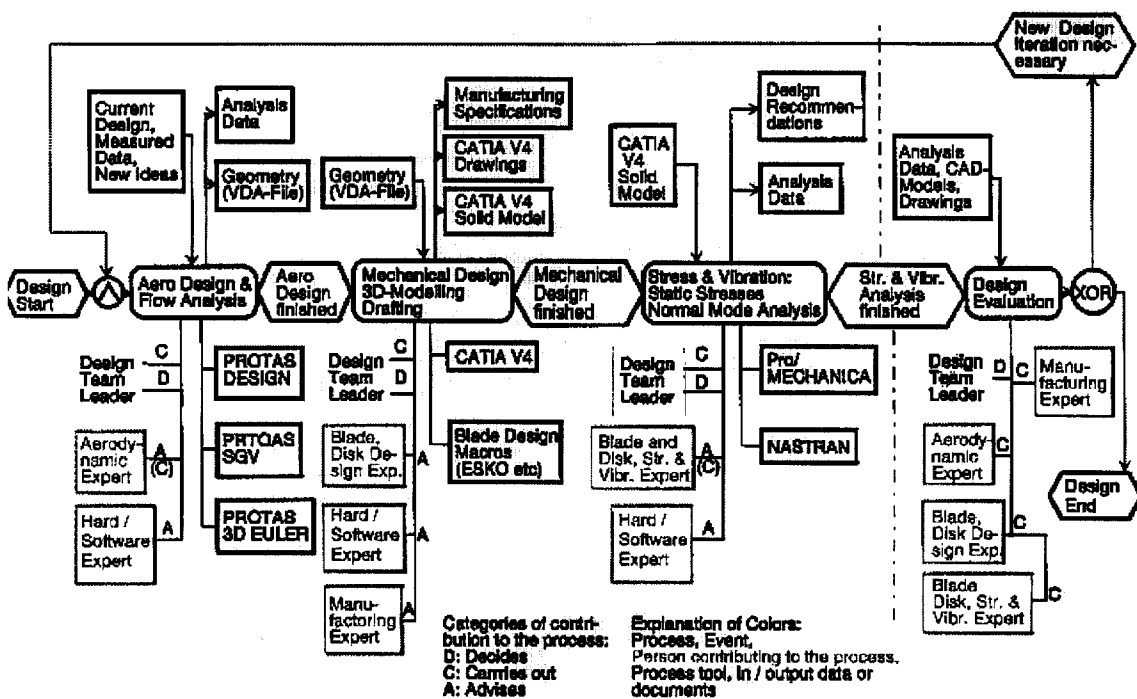 New Design
Iteration nec-
essary
Current
Design,
Measured
Data,
New Ideas
Analysis
Data
Geometry
(VDA-File)
Geometry
(VDA-File)
Manufacturing
Specifications
CATIA V4
Drawings
CATIA V4
Solid Model
CATIA
V4
Solid
Model
Design
Recommen-
dations
Analysis
Data
Analysis
Data, CAD-
Models,
Drawings
Design
Start
Λ
Aero Design &
Flow Analysis
Aero
Design
finished
Mechanical Design
3D-Modelling
Drafting
Mechanical
Design
finished
Stress & Vibration:
Static Stresses
Normal Mode Analysis
Str. & Vibr.
Analysis
finished
Design
Evaluation
XOR
Design
Team
Leader
C
D
Aerody-
namic
Expert
A
(C)
Hard /
Software
Expert
A
PROTAS
DESIGN
PRTOAS
SGV
PROTAS
3D EULER
Design
Team
Leader
C
D
Blade,
Disk De-
sign Exp.
A
Hard /
Software
Expert
A
Manu-
factoring
Expert
A
CATIA V4
Blade Design
Macros
(ESKO etc)
Design
Team
Leader
C
D
Blade and
Disk, Str. &
Vibr. Expert
A
(C)
Hard /
Software
Expert
A
Pro/
MECHANICA
NASTRAN
Design
Team
Leader
D
C
Manu-
facturing
Expert
Aerody-
namic
Expert
C
Blade,
Disk De-
sign Exp.
C
Blade
Disk, Str. &
Vibr. Expert
C
Design
End
Categories of contri-
bution to the process:
D: Decides
C: Carries out
A: Advises
Explanation of Colors:
Process, Event,
Person contributing to the process,
Process tool, in / output data or
documents